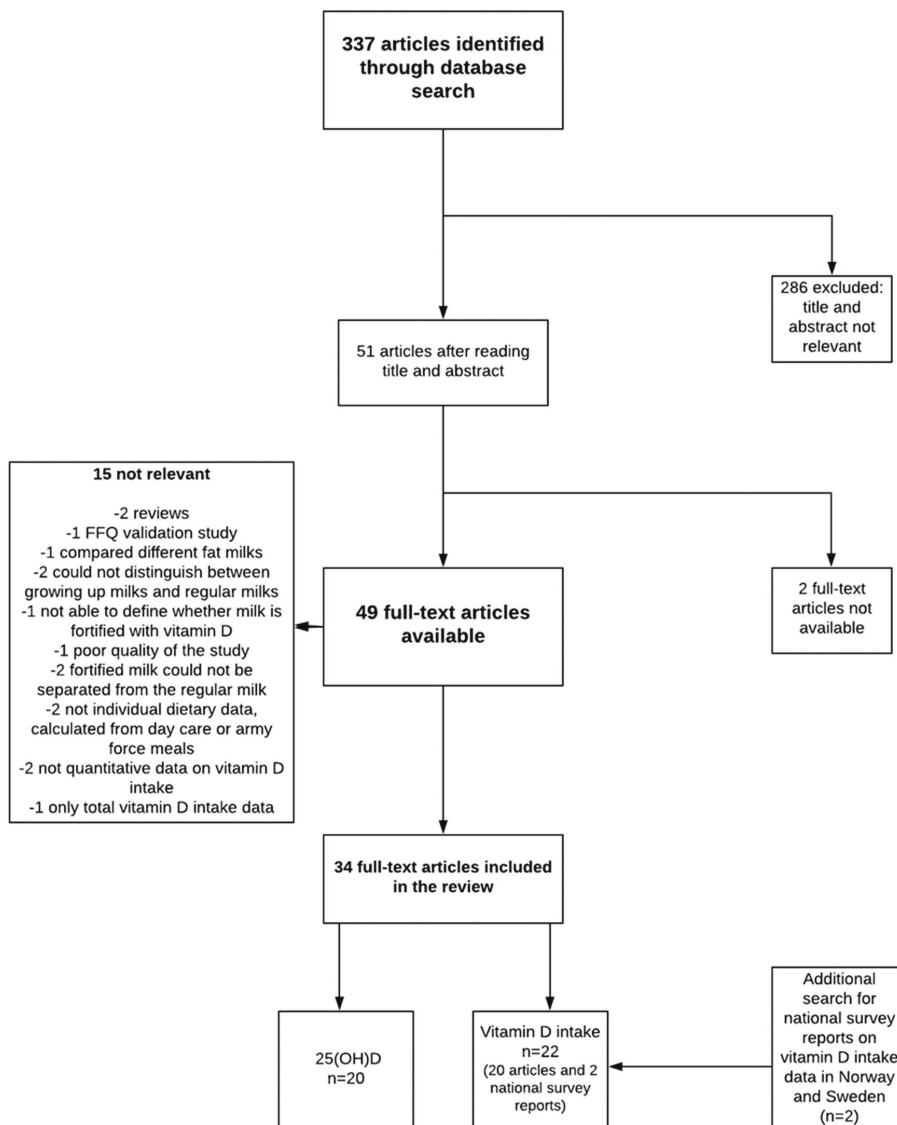 337 articles identified
through database
search
286 excluded:
title and
abstract not
relevant
51 articles after reading
title and abstract
15 not relevant
-2 reviews
-1 FFQ validation study
-1 compared different fat milks
-2 could not distinguish between
growing up milks and regular milks
-1 not able to define whether milk is
fortified with vitamin D
-1 poor quality of the study
-2 fortified milk could not be
separated from the regular milk
-2 not individual dietary data,
calculated from day care or army
force meals
-2 not quantitative data on vitamin D
intake
-1 only total vitamin D intake data
49 full-text articles
available
2 full-text
articles not
available
34 full-text articles included
in the review
25(OH)D
n=20
Vitamin D intake
n=22
(20 articles and 2
national survey
reports)
Additional
search for
national survey
reports on
vitamin D intake
data in Norway
and Sweden
(n=2)